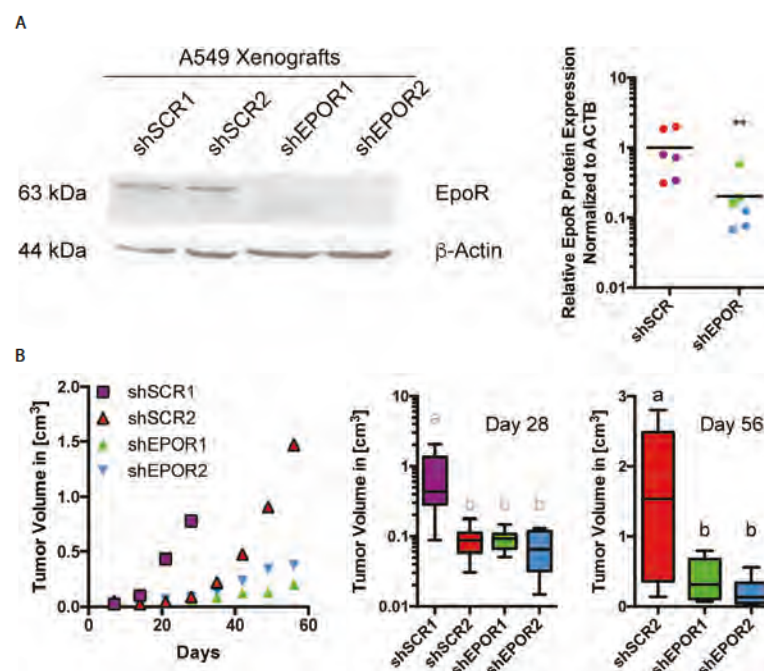 A
A549 Xenografts
shSCR1
shSCR2
shEPOR1
shEPOR2
63 kDa
EpoR
44 kDa
β-Actin
Relative EpoR Protein Expression
Normalized to ACTB
10
1
0.1
0.01
**
shSCR
shEPOR
B
Tumor Volume in [cm³]
2.0
1.5
1.0
0.5
0.0
shSCR1
shSCR2
shEPOR1
shEPOR2
0
20
40
60
Days
Tumor Volume in [cm³]
10
1
0.1
0.01
Day 28
a
b
b
b
shSCR1
shSCR2
shEPOR1
shEPOR2
Tumor Volume in [cm³]
3
2
1
0
Day 56
a
b
b
shSCR2
shEPOR1
shEPOR2